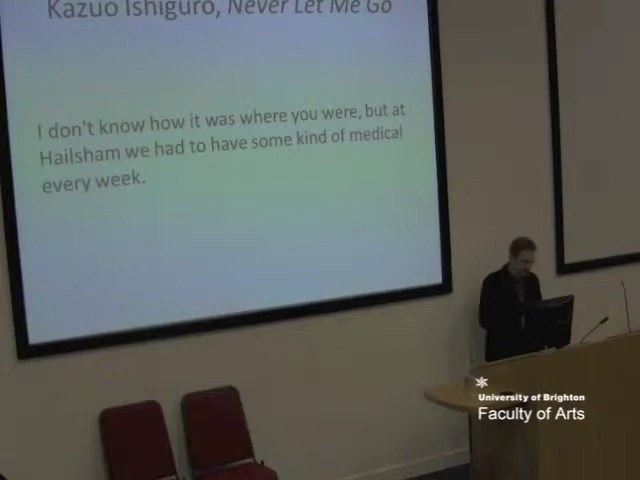 Kazuo Ishiguro, Never Let Me Go
I don't know how it was where you were, but at
Hailsham we had to have some kind of medical
every week.
University of Brighton
Faculty of Arts